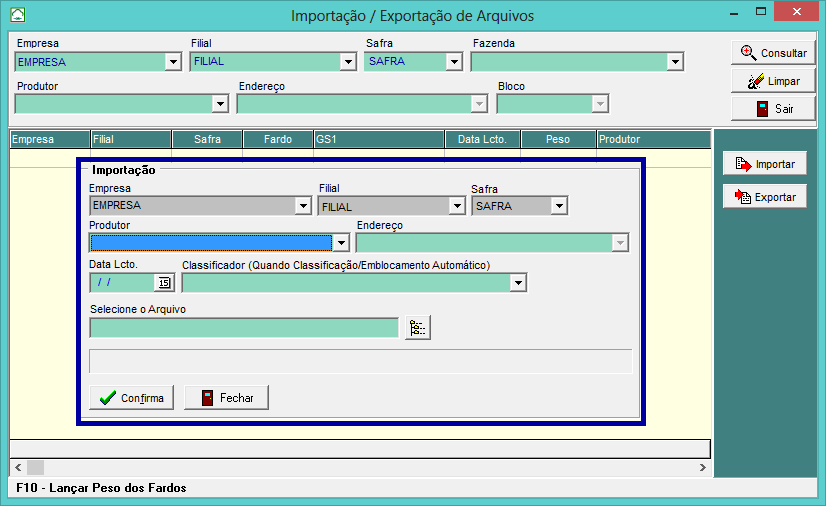 Importação / Exportação de Arquivos
Empresa Filial Safra Fazenda
EMPRESA FILIAL SAFRA
Consultar
Produtor Endereço Bloco
Limpar
Sair
Empresa Filial Safra Fardo GS1 Data Lcto. Peso Produtor
Importar
Exportar
Importação
Empresa Filial Safra
EMPRESA FILIAL SAFRA
Produtor Endereço
Data Lcto. Classificador (Quando Classificação/Emblocamento Automático)
/ / 15
Selecione o Arquivo
Confirma Fechar
F10 - Lançar Peso dos Fardos